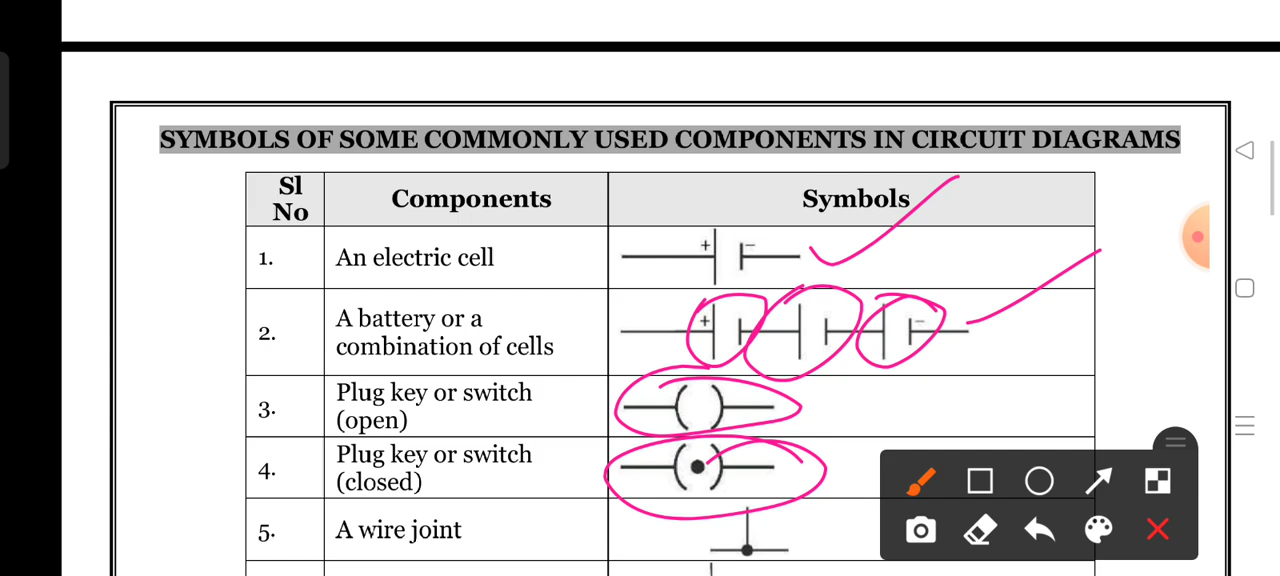 SYMBOLS OF SOME COMMONLY USED COMPONENTS IN CIRCUIT DIAGRAMS
Sl No Components Symbols
1. An electric cell + −
2. A battery or a combination of cells + −
3. Plug key or switch (open)
4. Plug key or switch (closed)
5. A wire joint